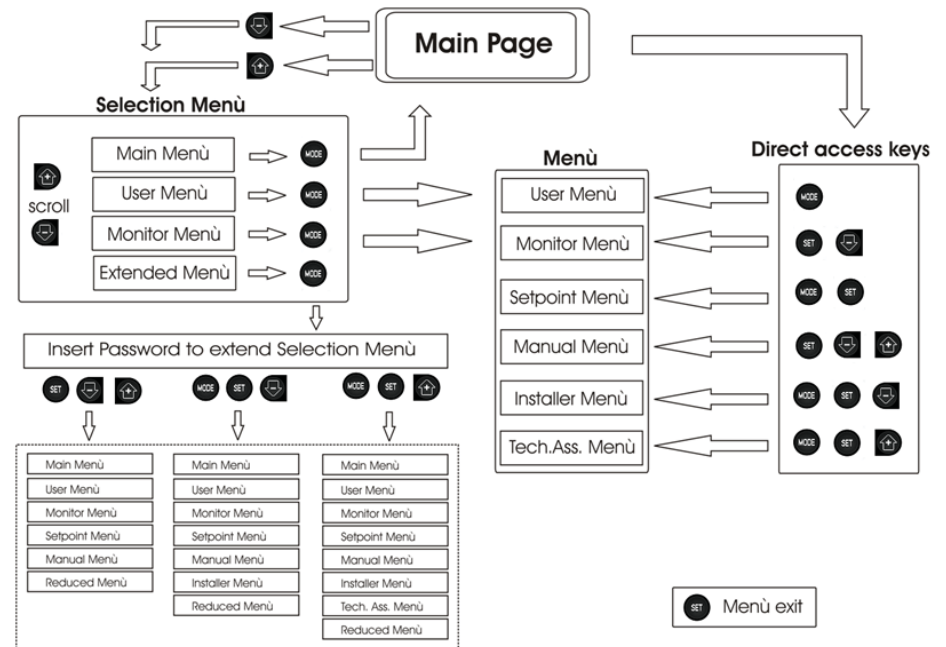 Main Page
Selection Menù
Main Menù MODE
User Menù MODE
Monitor Menù MODE
Extended Menù MODE
+
scroll
-
Insert Password to extend Selection Menù
SET - +
MODE SET -
MODE SET +
Main Menù
User Menù
Monitor Menù
Setpoint Menù
Manual Menù
Reduced Menù
Main Menù
User Menù
Monitor Menù
Setpoint Menù
Manual Menù
Installer Menù
Reduced Menù
Main Menù
User Menù
Monitor Menù
Setpoint Menù
Manual Menù
Installer Menù
Tech. Ass. Menù
Reduced Menù
Menù
User Menù
Monitor Menù
Setpoint Menù
Manual Menù
Installer Menù
Tech.Ass. Menù
Direct access keys
MODE
SET -
MODE SET
SET - +
MODE SET -
MODE SET +
SET Menù exit
-
+